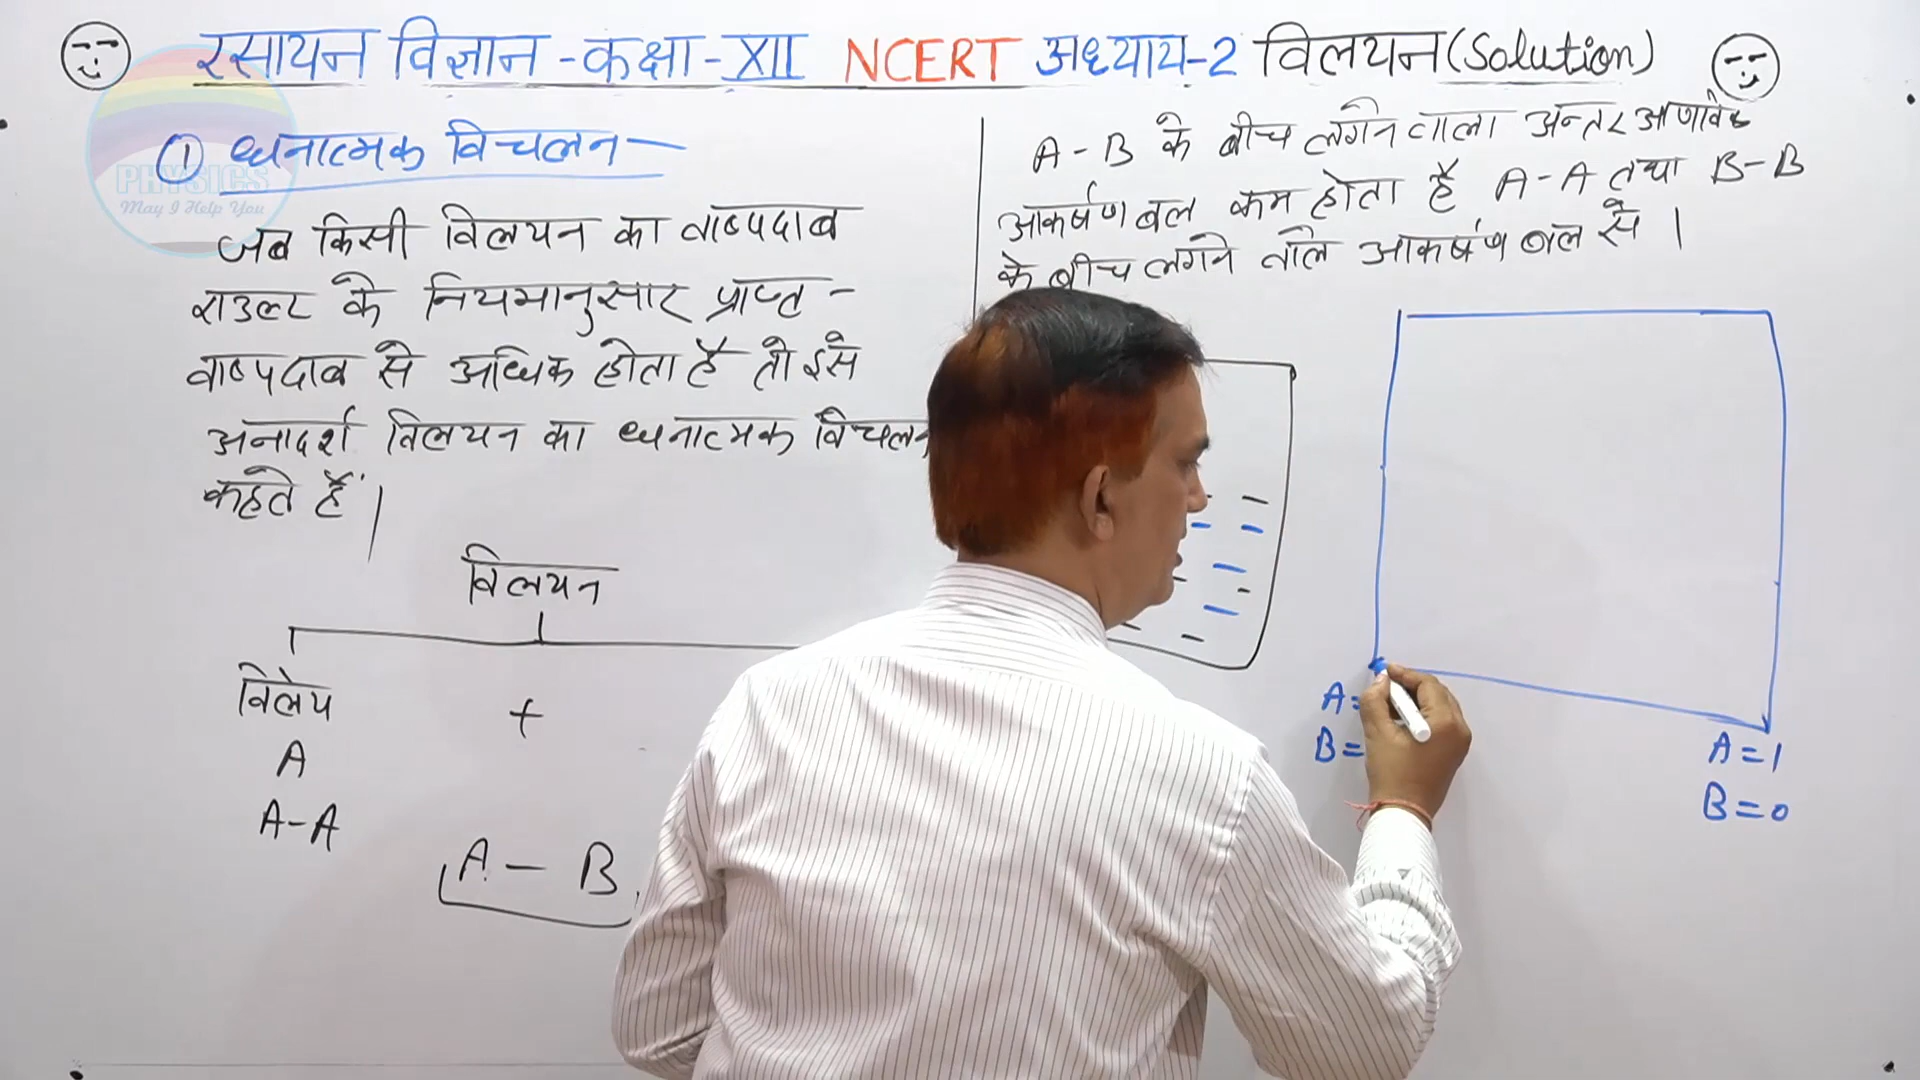 रसायन विज्ञान - कक्षा - XII NCERT अध्याय-2 विलयन (Solution)
① धनात्मक विचलन —
PHYSICS
May I Help You
जब किसी विलयन का वाष्पदाब
राउल्ट के नियमानुसार प्राप्त -
वाष्पदाब से अधिक होता है तो इसे
अनादर्श विलयन का धनात्मक विचलन
कहते हैं।
विलयन
विलेय +
A
A-A
A — B
A-B के बीच लगने वाला अन्तर आणविक
आकर्षण बल कम होता है A-A तथा B-B
के बीच लगने वाले आकर्षण बल से।
A=
B=
A=1
B=0